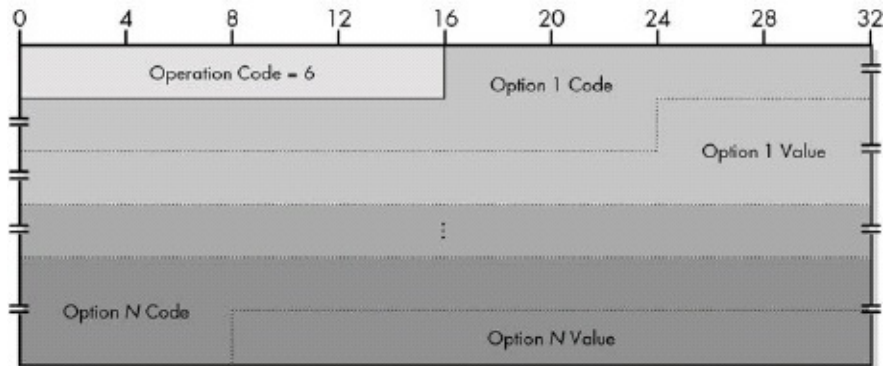 0 4 8 12 16 20 24 28 32
Operation Code = 6
Option 1 Code
Option 1 Value
⋮
Option N Code
Option N Value